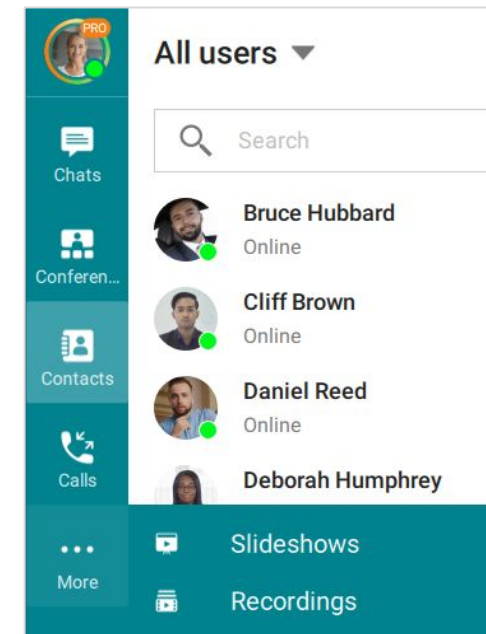 PRO
All users
Search
Chats
Bruce Hubbard
Online
Conferen...
Cliff Brown
Online
Contacts
Daniel Reed
Online
Calls
Deborah Humphrey
More
Slideshows
Recordings